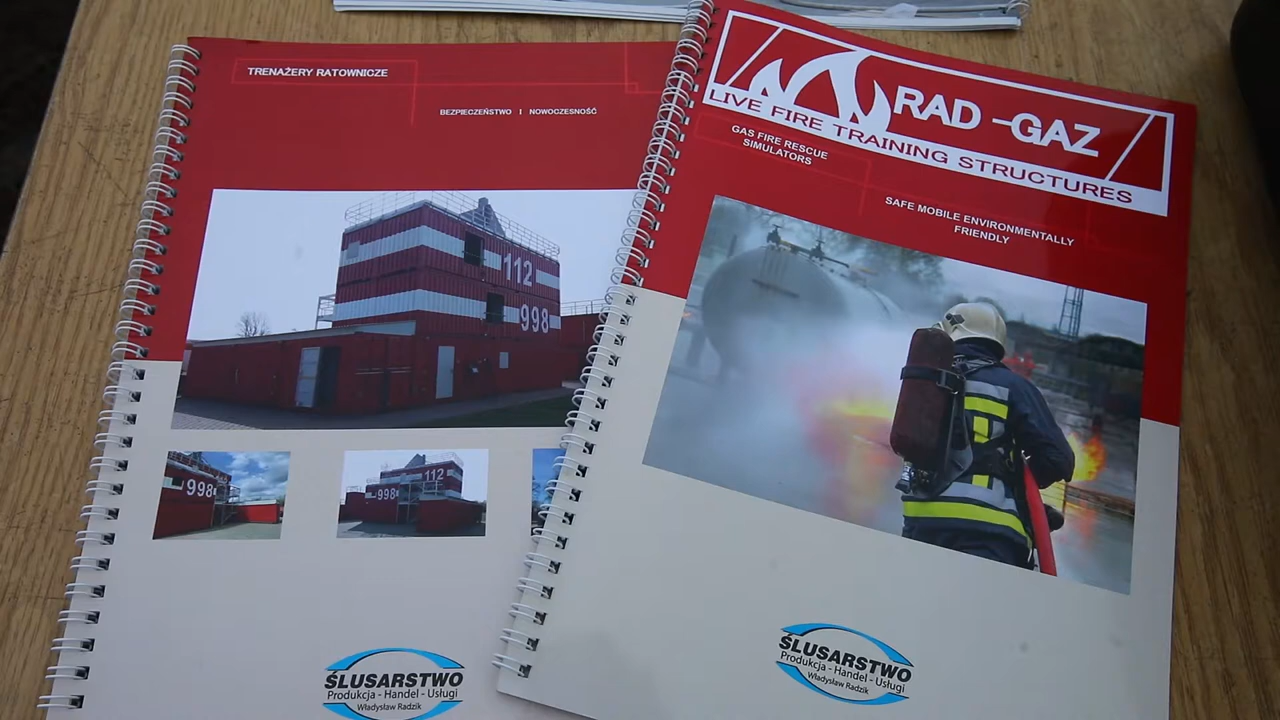 TRENAŻERY RATOWNICZE
BEZPIECZEŃSTWO I NOWOCZESNOŚĆ
112
998
998
998
112
ŚLUSARSTWO
Produkcja - Handel - Usługi
Władysław Radzik
RAD -GAZ
LIVE FIRE TRAINING STRUCTURES
GAS FIRE RESCUE
SIMULATORS
SAFE MOBILE ENVIRONMENTALLY
FRIENDLY
ŚLUSARSTWO
Produkcja - Handel - Usługi
Władysław Radzik